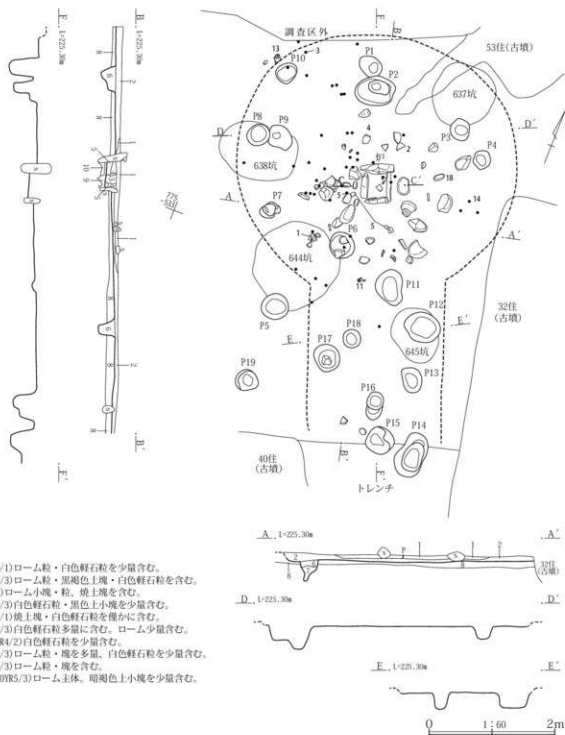 F
L=225.30m
F'
B
L=225.30m
B'
調査区外
B
P1
53住(古墳)
13
3
P10
P2
637坑
D
P8
P9
4
2
P3
D'
638坑
P4
18
C'
A
P7
5
14
1
P6
5
A'
644坑
11
P11
P5
P12
32住
(古墳)
E
P18
E'
P17
645坑
P19
P13
P16
P15
P14
40住
(古墳)
B'
F'
トレンチ
A L=225.30m A'
32住
(古墳)
D L=225.30m D'
E L=225.30m E'
0 1:60 2m
/1)ローム粒・白色軽石粒を少量含む。
/3)ローム粒・黒褐色土塊・白色軽石粒を含む。
)ローム小塊・粒、焼土塊を含む。
/3)白色軽石粒・黒色土小塊を少量含む。
/1)焼土塊・白色軽石粒を僅かに含む。
/3)白色軽石粒多量に含む。ローム少量含む。
R4/2)白色軽石粒を少量含む。
/3)ローム粒・塊を多量、白色軽石粒を少量含む。
/3)ローム粒・塊を含む。
0YR5/3)ローム主体。暗褐色土小塊を少量含む。